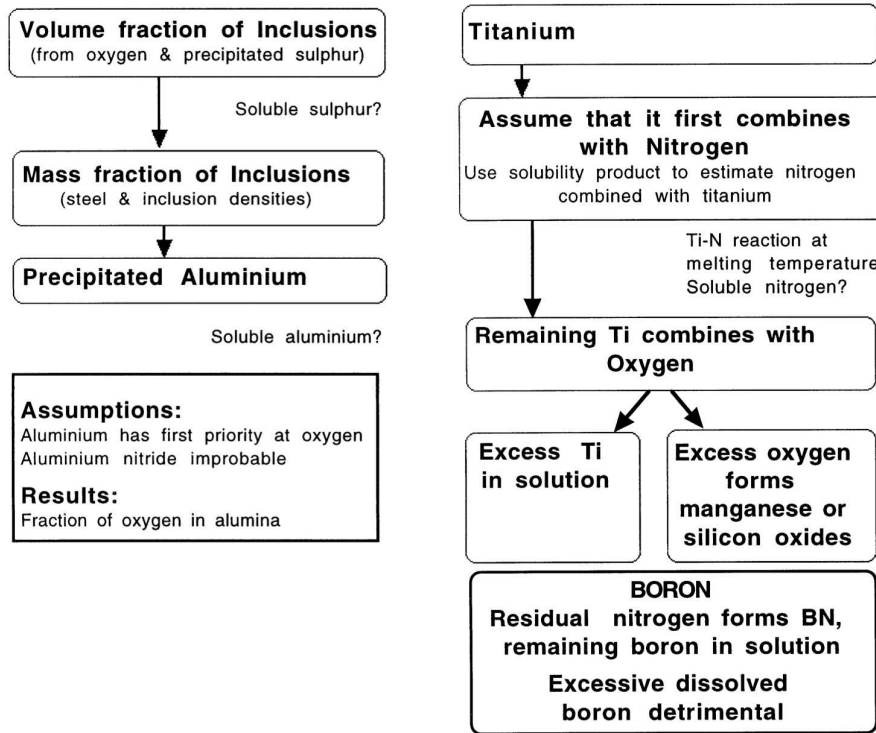 Volume fraction of Inclusions
(from oxygen & precipitated sulphur)
Soluble sulphur?
Mass fraction of Inclusions
(steel & inclusion densities)
Precipitated Aluminium
Soluble aluminium?
Assumptions:
Aluminium has first priority at oxygen
Aluminium nitride improbable
Results:
Fraction of oxygen in alumina
Titanium
Assume that it first combines
with Nitrogen
Use solubility product to estimate nitrogen
combined with titanium
Ti-N reaction at
melting temperature
Soluble nitrogen?
Remaining Ti combines with
Oxygen
Excess Ti
in solution
Excess oxygen
forms
manganese or
silicon oxides
BORON
Residual nitrogen forms BN,
remaining boron in solution
Excessive dissolved
boron detrimental